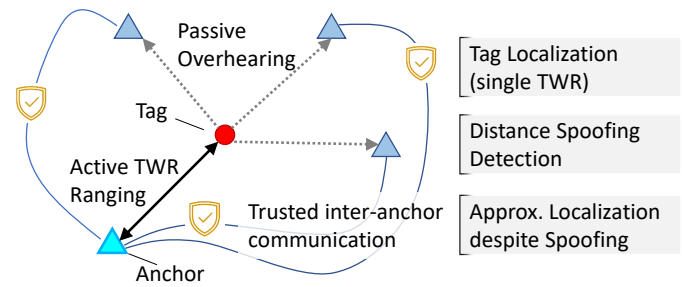 Passive
Overhearing
Tag
Active TWR
Ranging
Trusted inter-anchor
communication
Anchor
Tag Localization
(single TWR)
Distance Spoofing
Detection
Approx. Localization
despite Spoofing